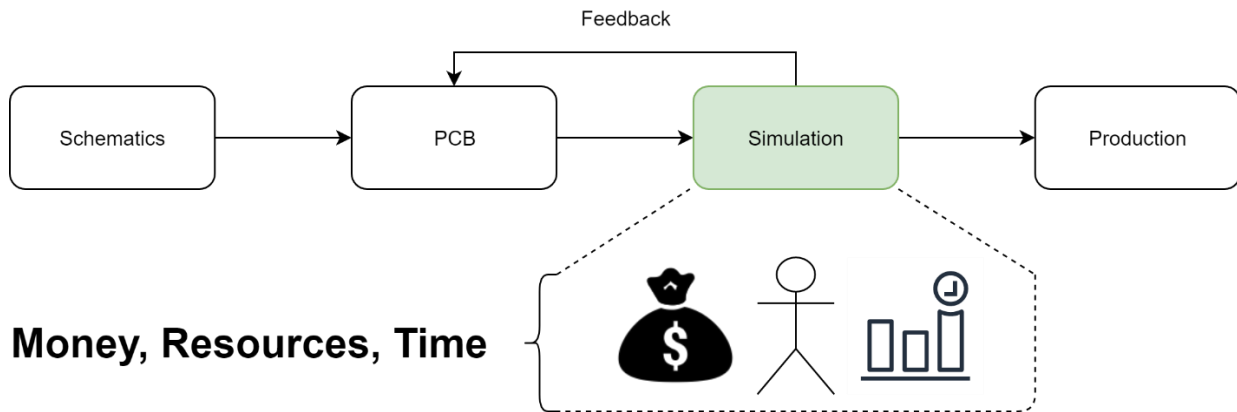 Feedback
Schematics
PCB
Simulation
Production
Money, Resources, Time
$